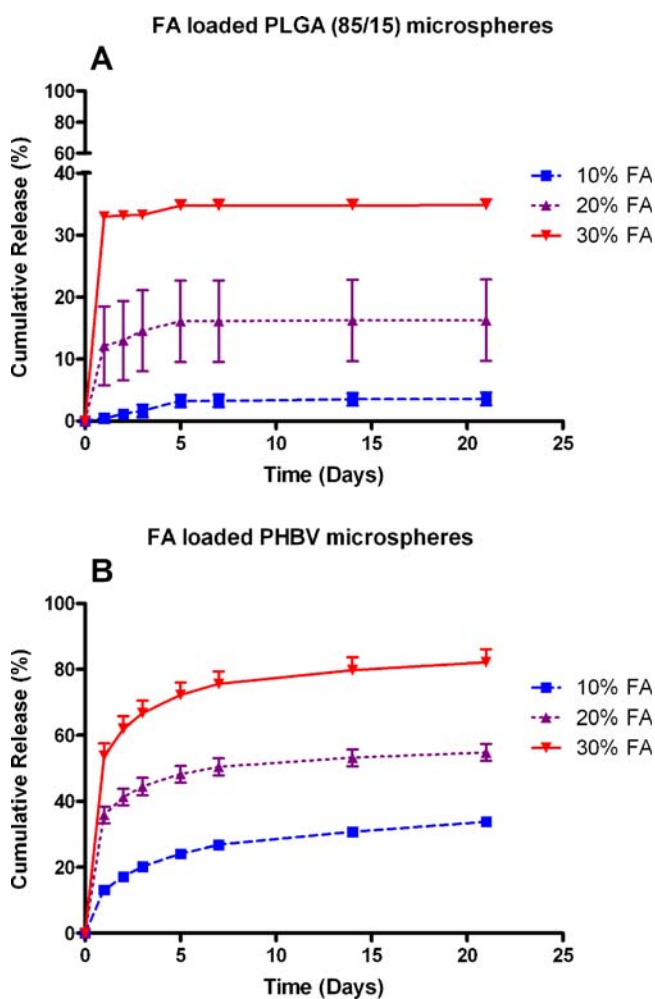 FA loaded PLGA (85/15) microspheres
A
100
80
60
40
30
20
10
0
Cumulative Release (%)
0 5 10 15 20 25
Time (Days)
10% FA
20% FA
30% FA
FA loaded PHBV microspheres
B
100
80
60
40
20
0
Cumulative Release (%)
0 5 10 15 20 25
Time (Days)
10% FA
20% FA
30% FA